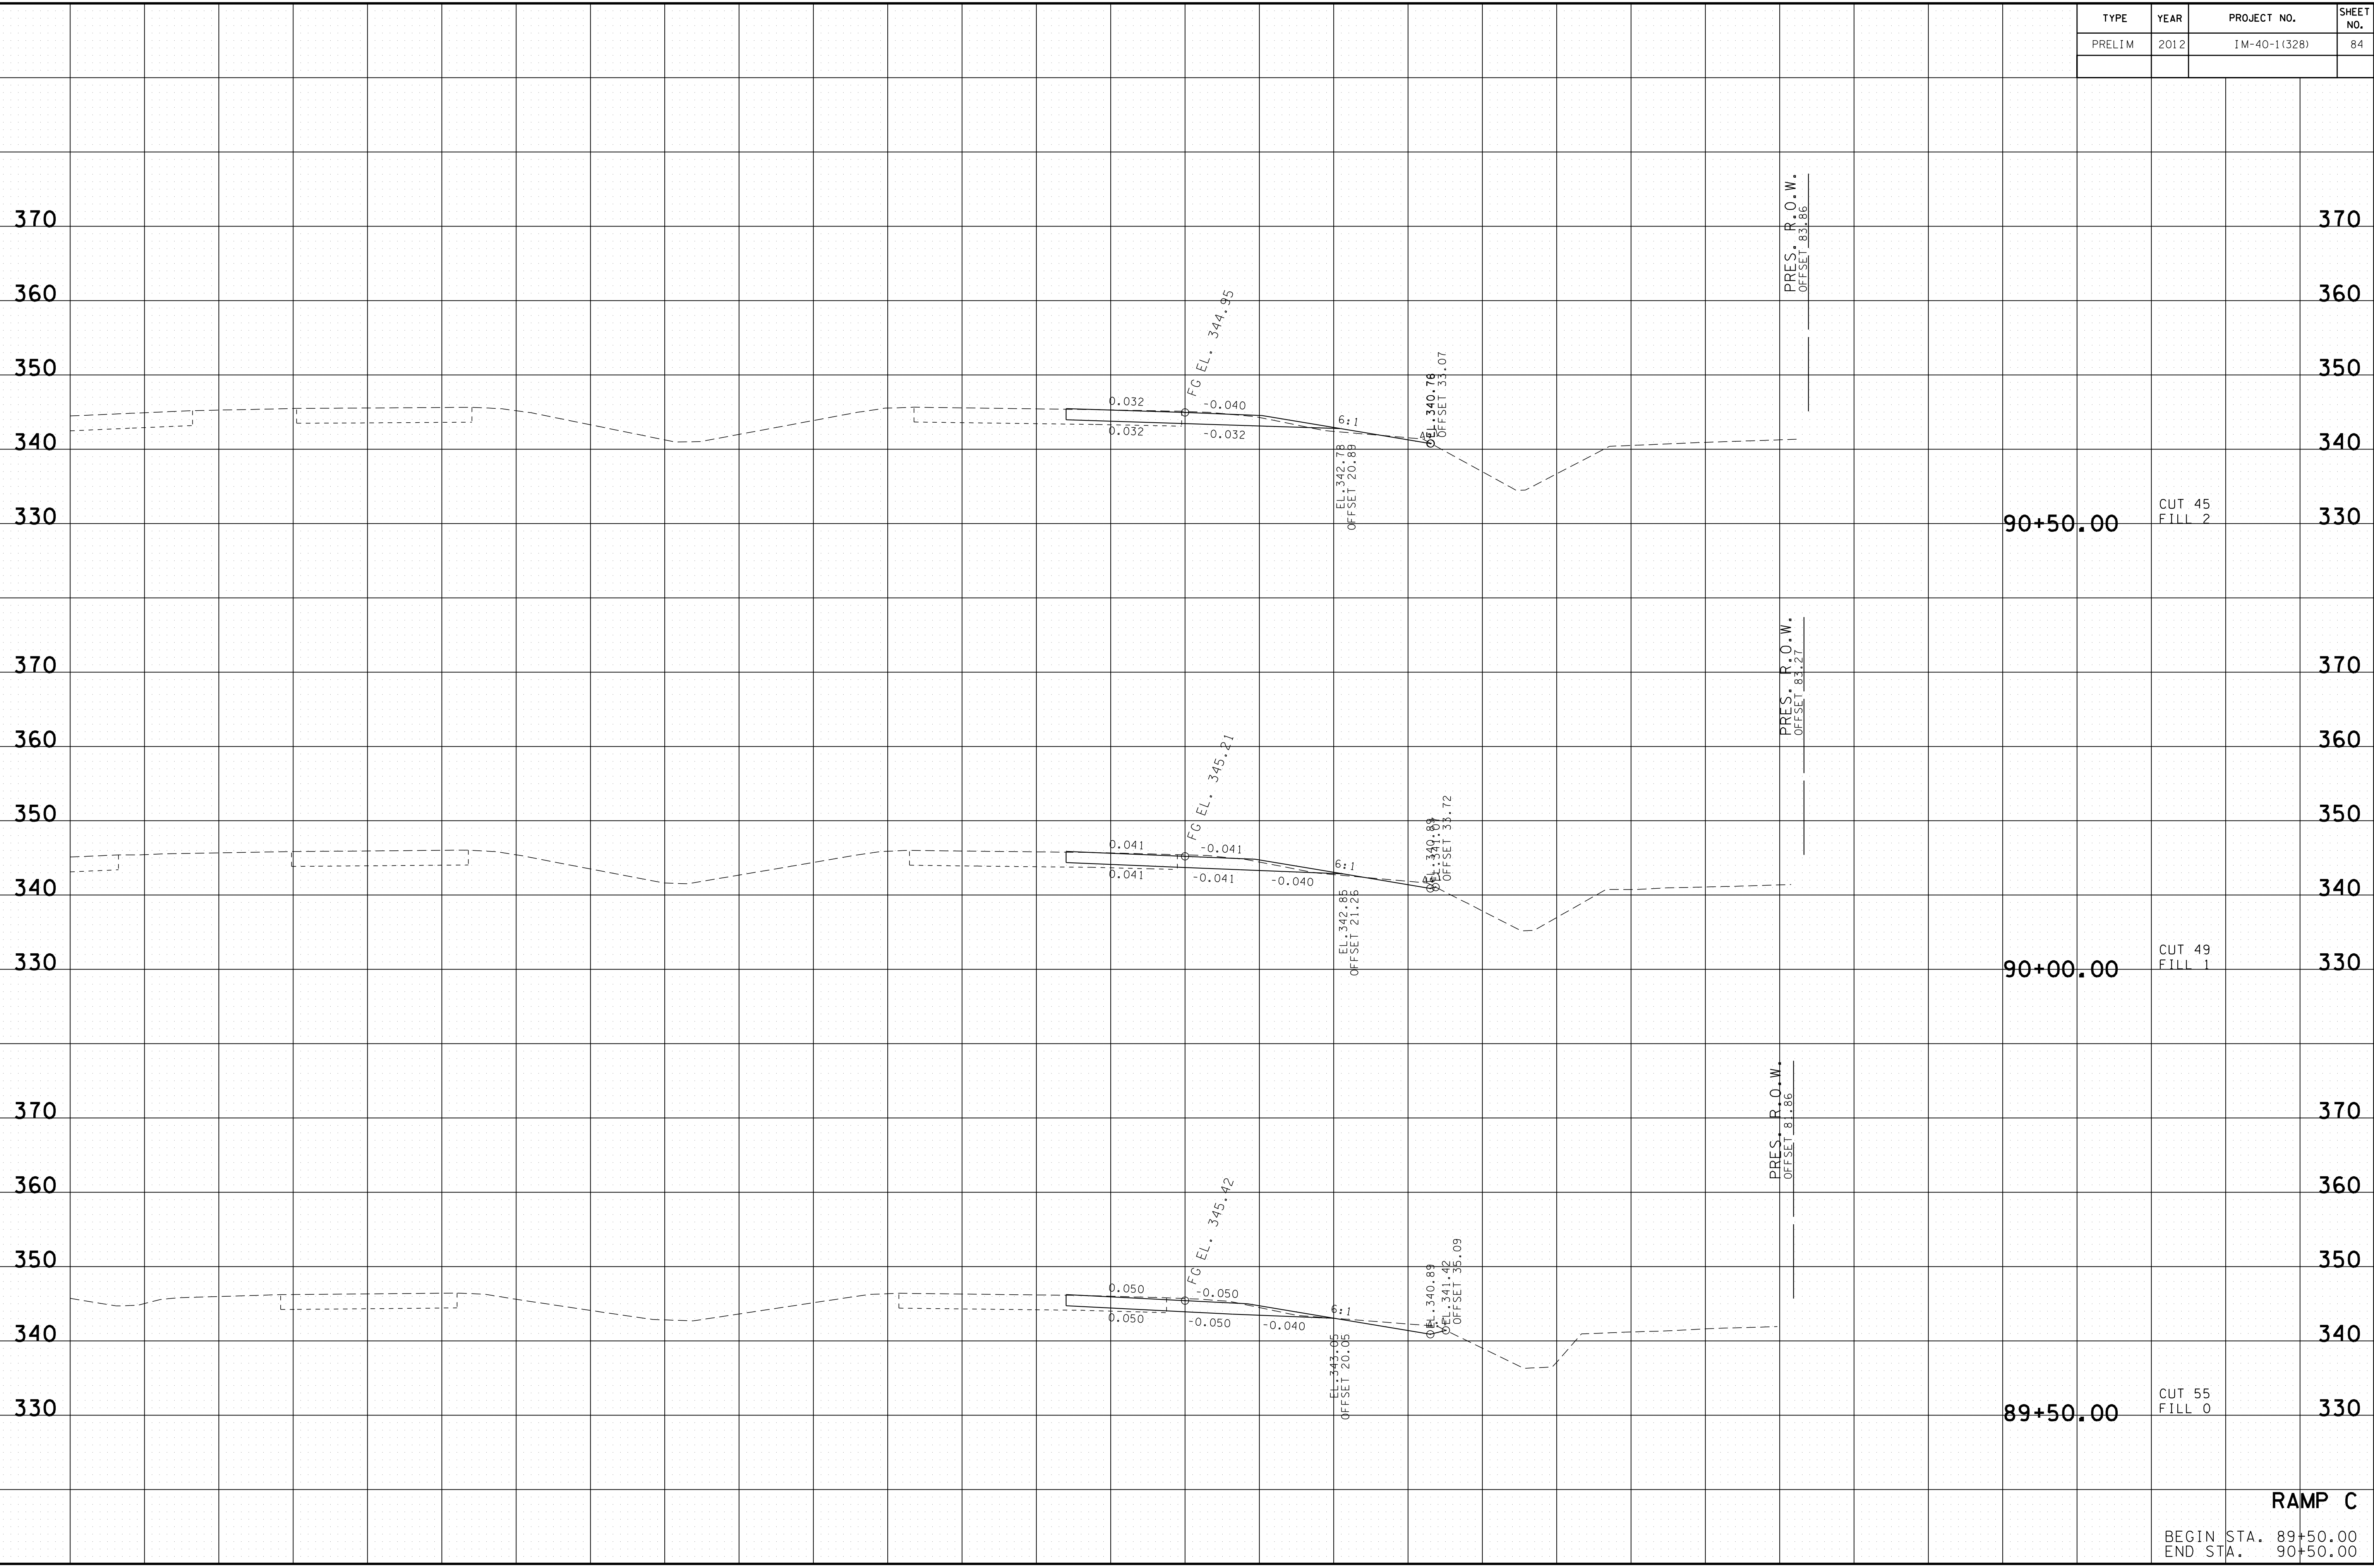 TYPE YEAR PROJECT NO. SHEET NO.
PRELIM 2012 IM-40-1(328) 84
370 370
360 360
350 350
340 340
330 330
PRES. R.O.W.
OFFSET 83.86
FG EL. 344.95
0.032 -0.040
0.032 -0.032
6:1
EL.340.76
OFFSET 33.07
EL.342.78
OFFSET 20.89
90+50.00
CUT 45
FILL 2
370 370
360 360
350 350
340 340
330 330
PRES. R.O.W.
OFFSET 83.27
FG EL. 345.21
0.041 -0.041
0.041 -0.041 -0.040
6:1
EL.340.89
EL.341.07
OFFSET 33.72
EL.342.85
OFFSET 21.26
90+00.00
CUT 49
FILL 1
370 370
360 360
350 350
340 340
330 330
PRES. R.O.W.
OFFSET 81.86
FG EL. 345.42
0.050 -0.050
0.050 -0.050 -0.040
6:1
EL.340.89
EL.341.42
OFFSET 35.09
EL.343.05
OFFSET 20.05
89+50.00
CUT 55
FILL 0
RAMP C
BEGIN STA. 89+50.00
END STA. 90+50.00